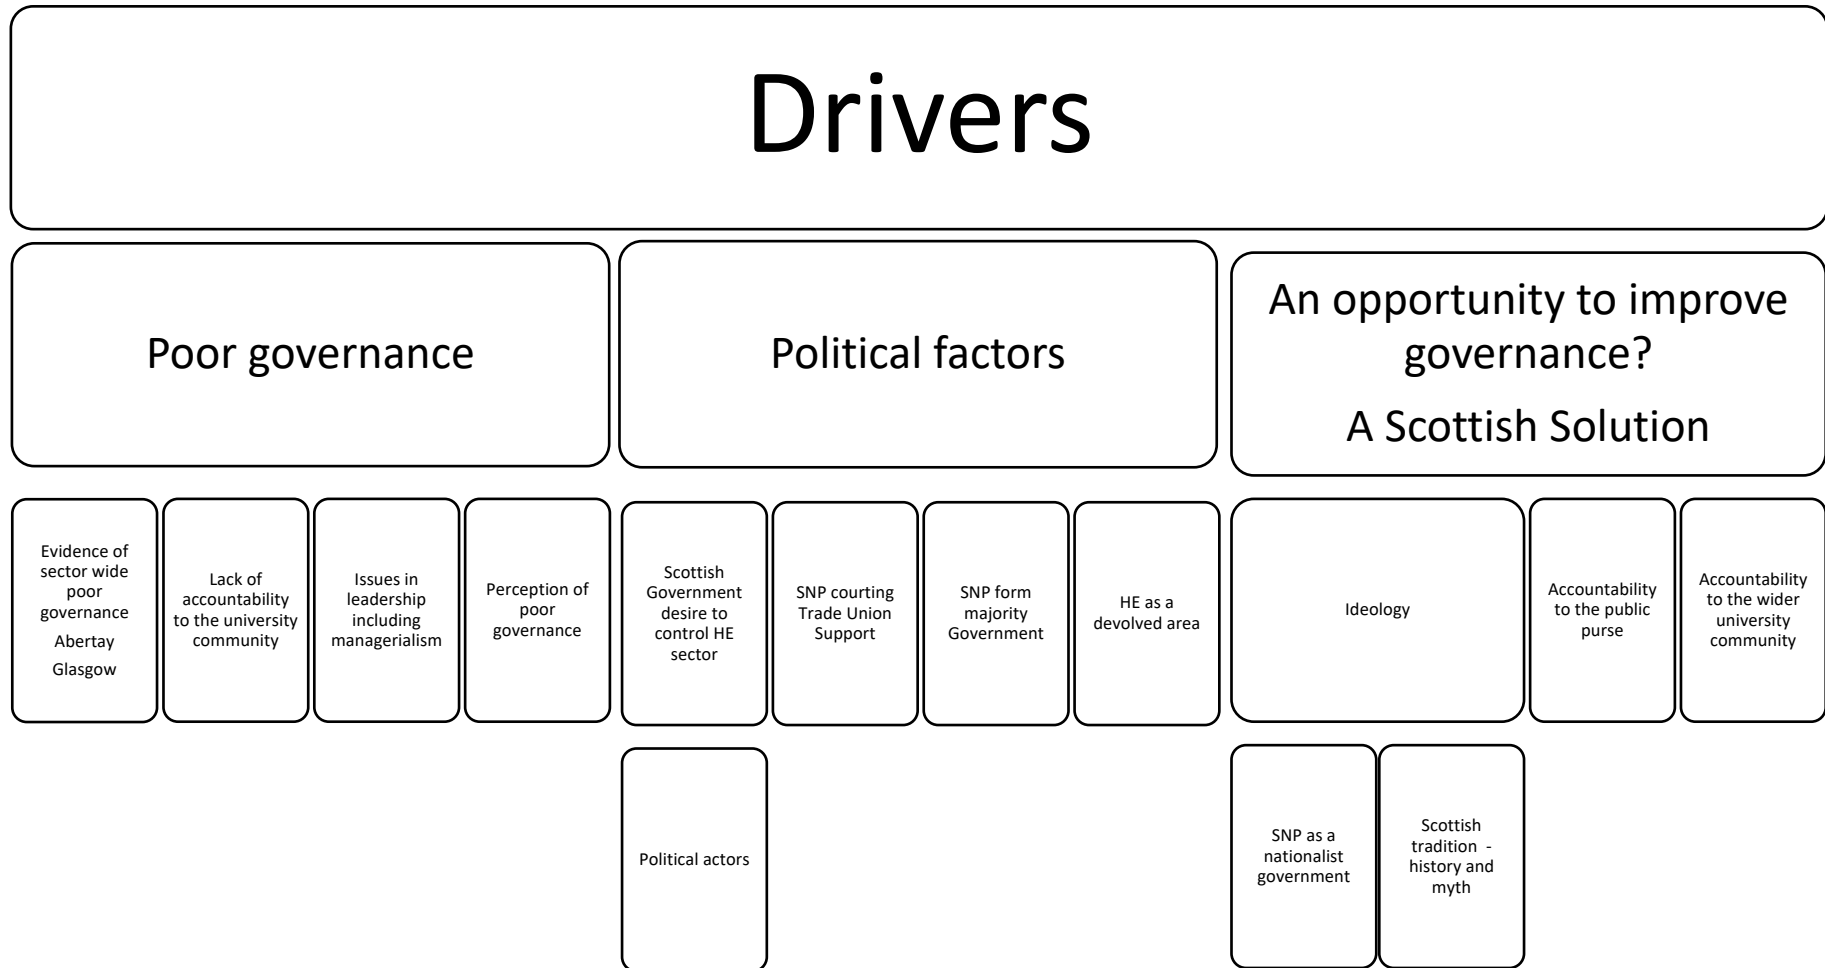 Drivers
Poor governance
Political factors
An opportunity to improve
governance?
A Scottish Solution
Evidence of
sector wide
poor
governance
Abertay
Glasgow
Lack of
accountability
to the university
community
Issues in
leadership
including
managerialism
Perception of
poor
governance
Scottish
Government
desire to
control HE
sector
SNP courting
Trade Union
Support
SNP form
majority
Government
HE as a
devolved area
Ideology
Accountability
to the public
purse
Accountability
to the wider
university
community
Political actors
SNP as a
nationalist
government
Scottish
tradition -
history and
myth